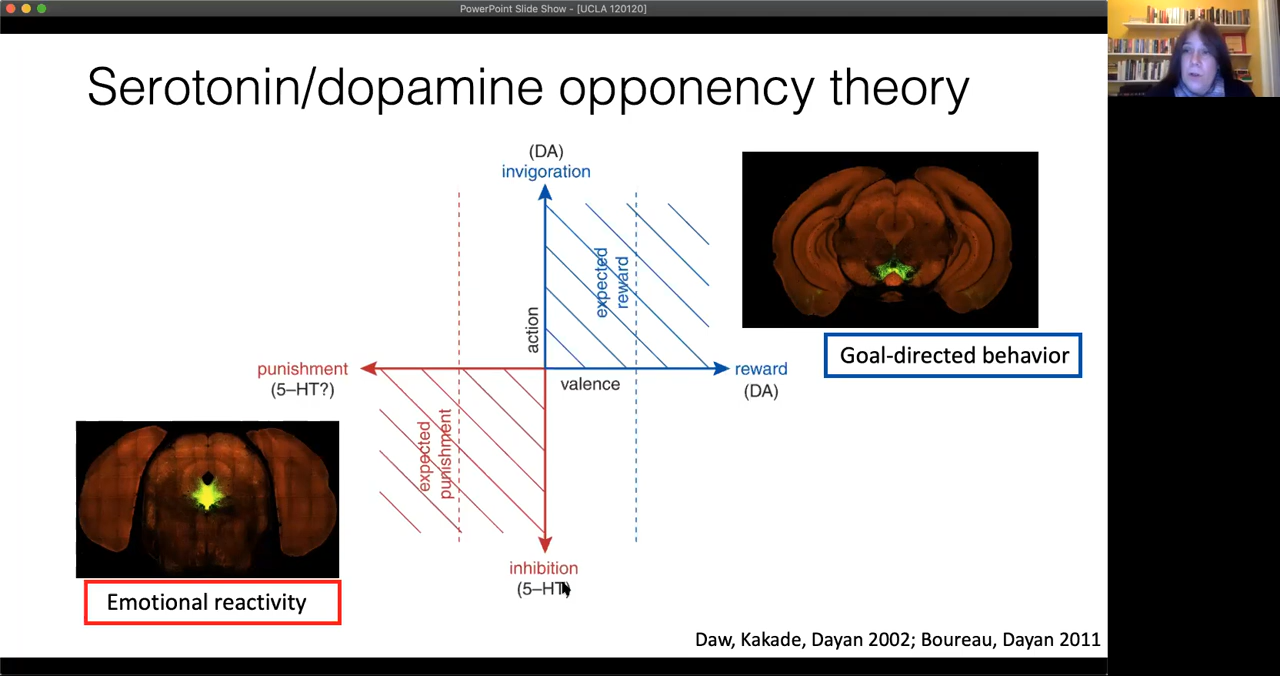 PowerPoint Slide Show - [UCLA 120120]
Serotonin/dopamine opponency theory
(DA)
invigoration
expected
reward
action
punishment
(5–HT?)
valence
reward
(DA)
Goal-directed behavior
expected
punishment
inhibition
(5–HT)
Emotional reactivity
Daw, Kakade, Dayan 2002; Boureau, Dayan 2011